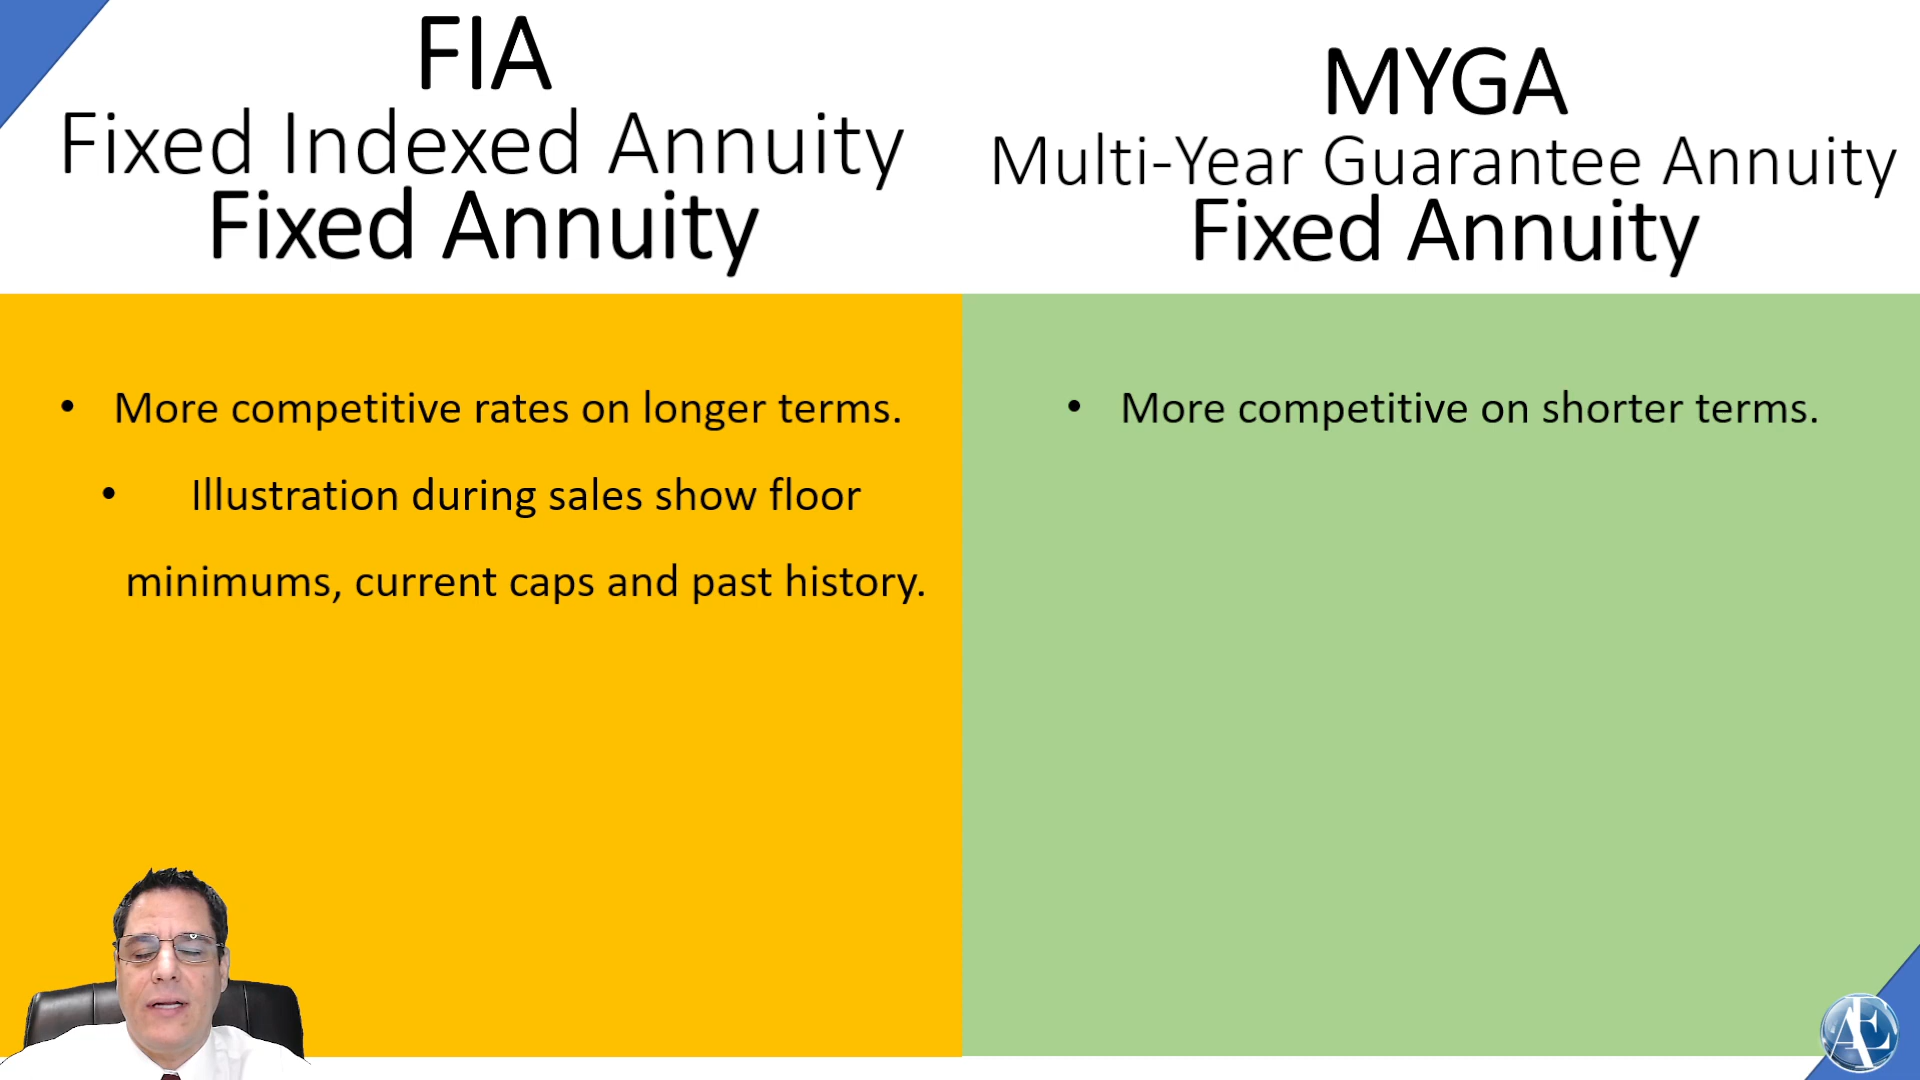 FIA
Fixed Indexed Annuity
Fixed Annuity
• More competitive rates on longer terms.
• Illustration during sales show floor
minimums, current caps and past history.
MYGA
Multi-Year Guarantee Annuity
Fixed Annuity
• More competitive on shorter terms.
AE